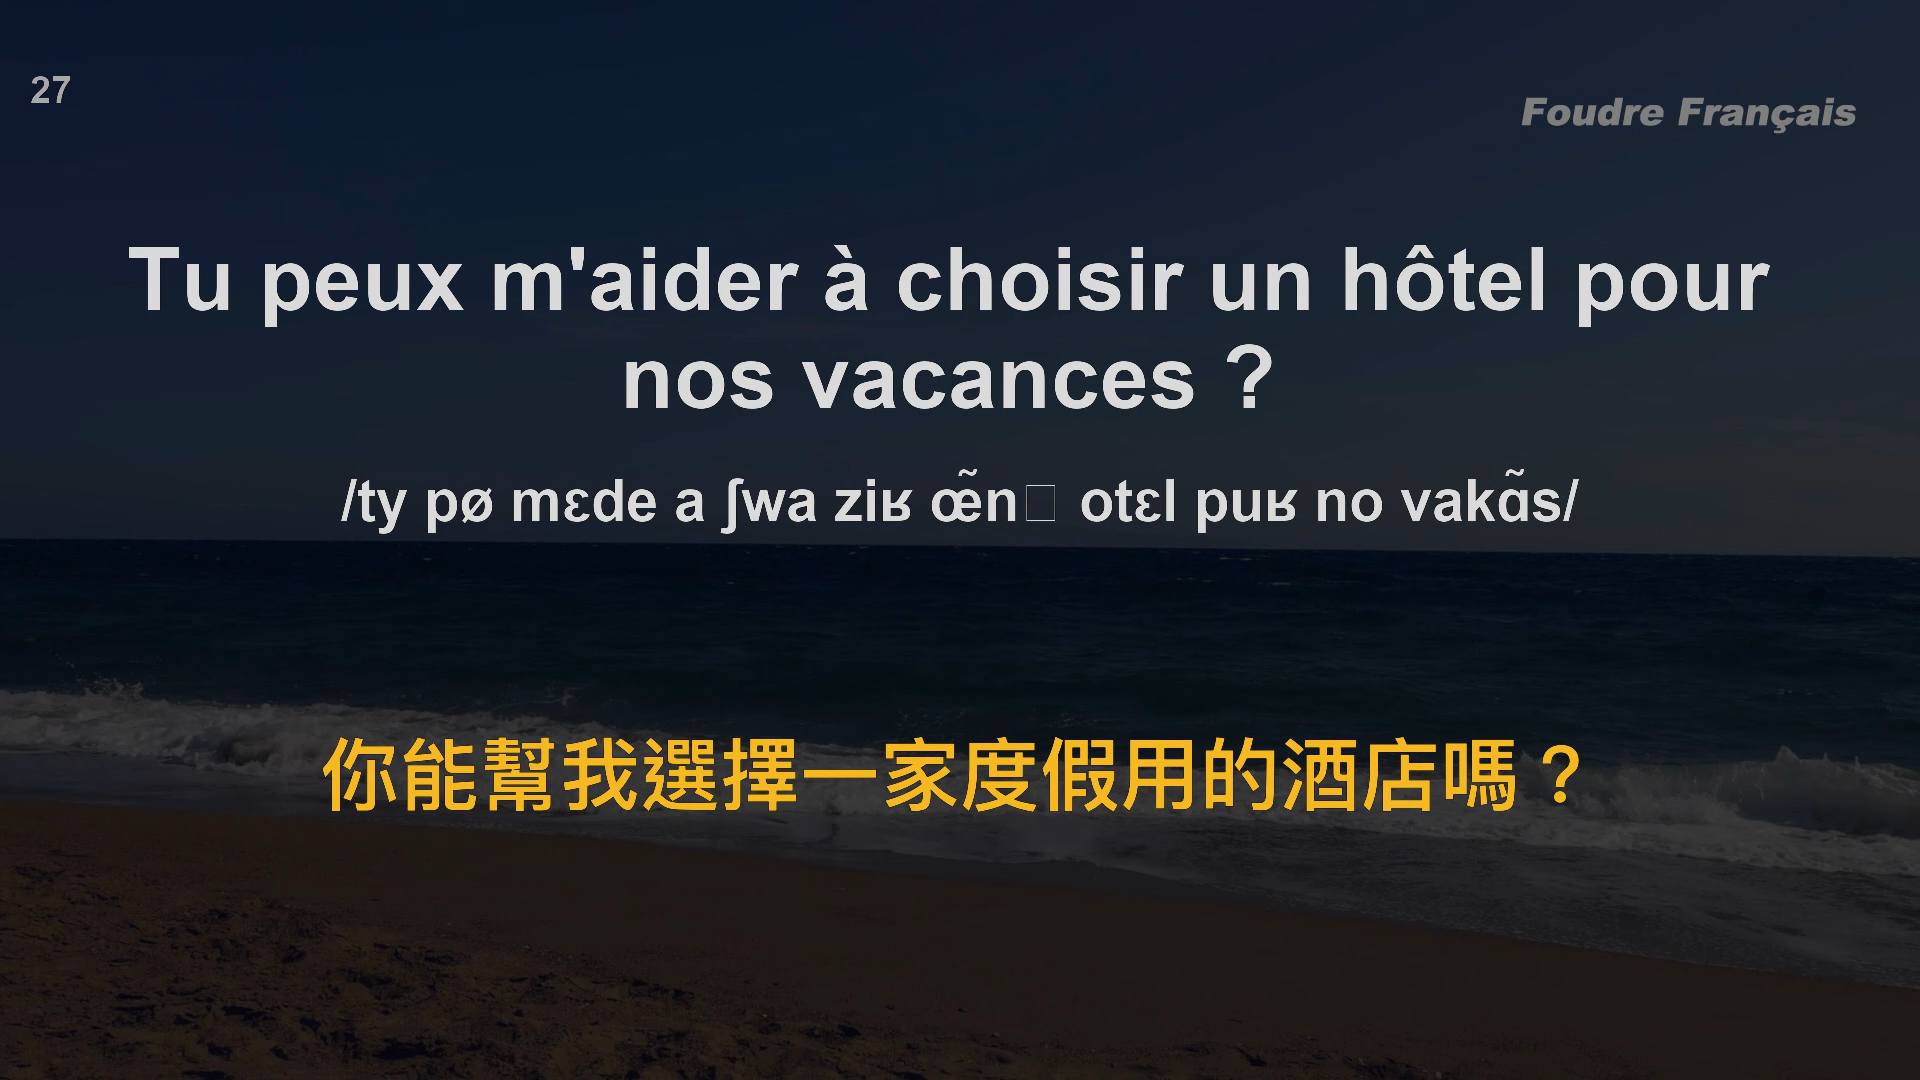 27
Foudre Français
Tu peux m'aider à choisir un hôtel pour
nos vacances ?
/ty pø mɛde a ʃwa ziʁ œ̃n□ otɛl puʁ no vakɑ̃s/
你能幫我選擇一家度假用的酒店嗎？